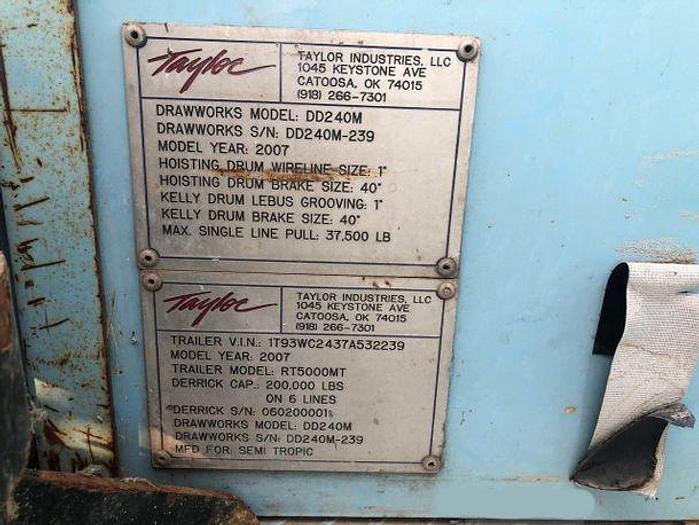 Taylor
TAYLOR INDUSTRIES, LLC
1045 KEYSTONE AVE
CATOOSA, OK 74015
(918) 266-7301
DRAWWORKS MODEL: DD240M
DRAWWORKS S/N: DD240M-239
MODEL YEAR: 2007
HOISTING DRUM WIRELINE SIZE: 1"
HOISTING DRUM BRAKE SIZE: 40"
KELLY DRUM LEBUS GROOVING: 1"
KELLY DRUM BRAKE SIZE: 40"
MAX. SINGLE LINE PULL: 37,500 LB
Taylor
TAYLOR INDUSTRIES, LLC
1045 KEYSTONE AVE
CATOOSA, OK 74015
(918) 266-7301
TRAILER V.I.N.: 1T93WC2437A532239
MODEL YEAR: 2007
TRAILER MODEL: RT5000MT
DERRICK CAP.: 200,000 LBS
ON 6 LINES
DERRICK S/N: 060200001
DRAWWORKS MODEL: DD240M
DRAWWORKS S/N: DD240M-239
MFD FOR: SEMI TROPIC